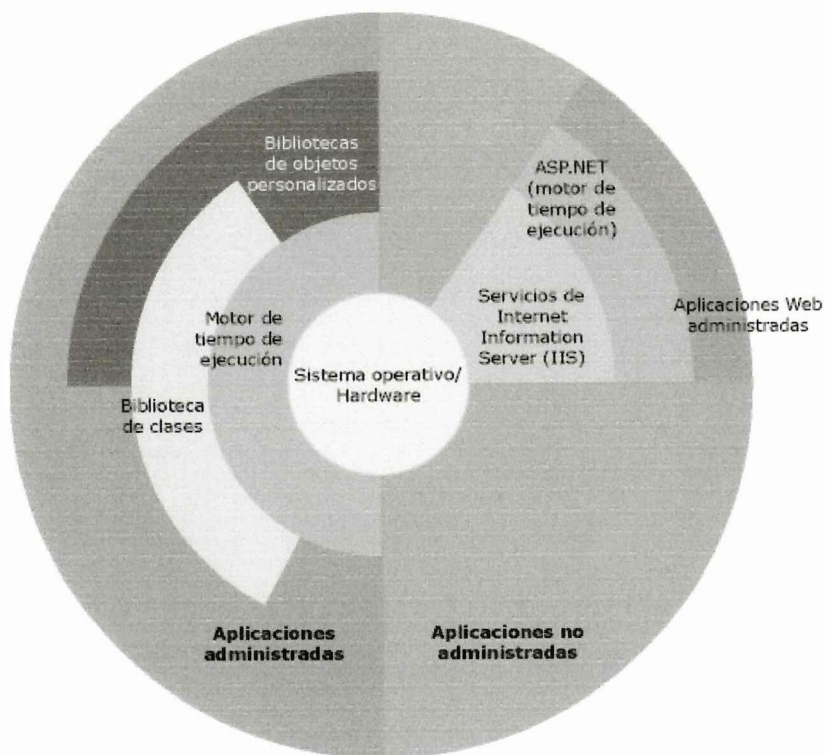 Bibliotecas
de objetos
personalizados
ASP.NET
(motor de
tiempo de
ejecución)
Servicios de
Internet
Information
Server (IIS)
Aplicaciones Web
administradas
Motor de
tiempo de
ejecución
Sistema operativo/
Hardware
Biblioteca
de clases
Aplicaciones
administradas
Aplicaciones no
administradas